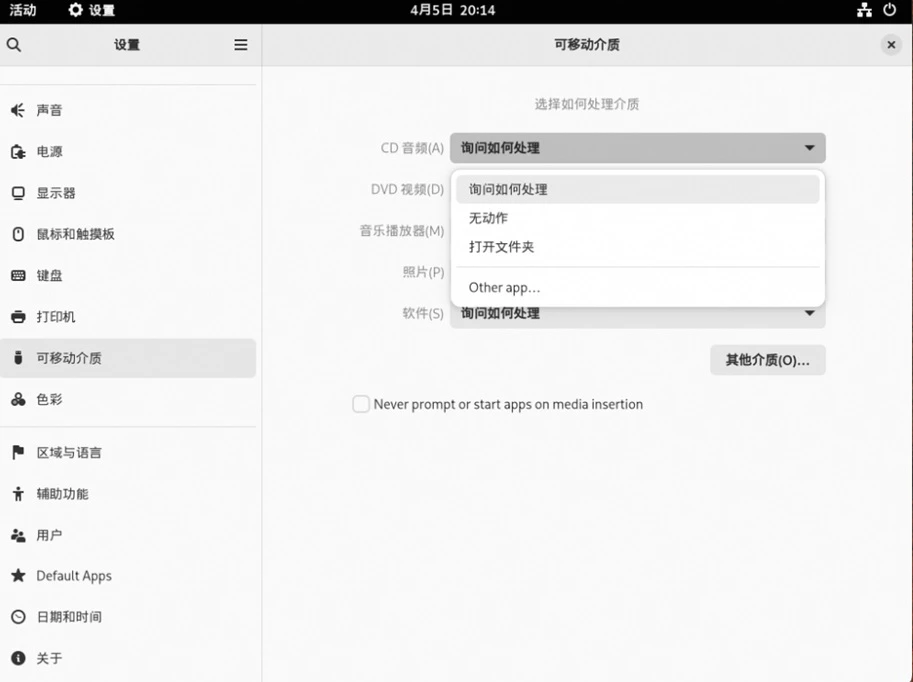 活动 设置 4月5日 20:14
设置
可移动介质
声音
电源
显示器
鼠标和触摸板
键盘
打印机
可移动介质
色彩
区域与语言
辅助功能
用户
Default Apps
日期和时间
关于
选择如何处理介质
CD 音频(A) 询问如何处理
DVD 视频(D)
音乐播放器(M)
照片(P)
软件(S) 询问如何处理
询问如何处理
无动作
打开文件夹
Other app...
其他介质(O)...
Never prompt or start apps on media insertion